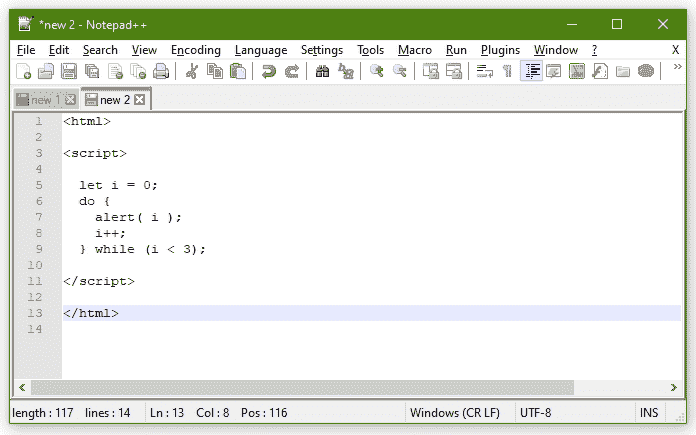 *new 2 - Notepad++
File Edit Search View Encoding Language Settings Tools Macro Run Plugins Window ? X
new 1 new 2
1 <html>
2
3 <script>
4
5 let i = 0;
6 do {
7 alert( i );
8 i++;
9 } while (i < 3);
10
11 </script>
12
13 </html>
14
length : 117 lines : 14 Ln : 13 Col : 8 Pos : 116 Windows (CR LF) UTF-8 INS